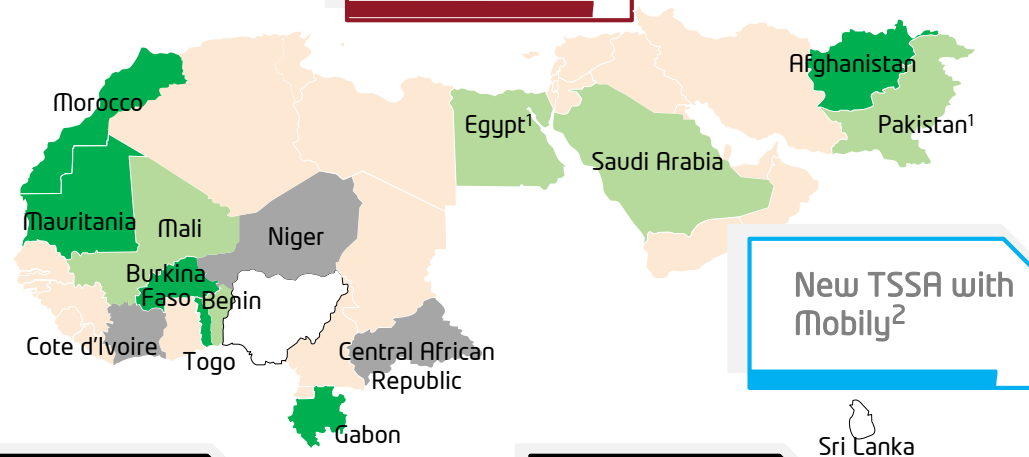 Afghanistan
Morocco
Egypt¹
Pakistan¹
Saudi Arabia
Mauritania
Mali
Niger
Burkina
Faso
Benin
New TSSA with
Mobily²
Cote d'Ivoire
Togo
Central African
Republic
Gabon
Sri Lanka